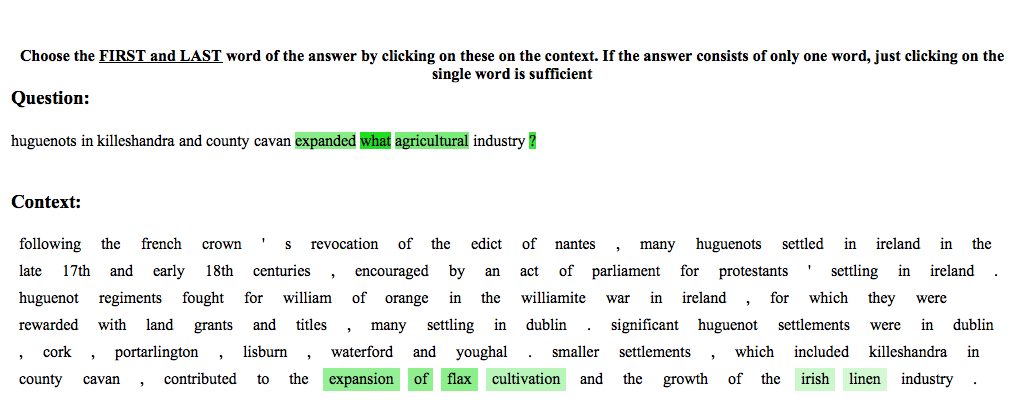 Choose the FIRST and LAST word of the answer by clicking on these on the context. If the answer consists of only one word, just clicking on the
single word is sufficient
Question:
huguenots in killeshandra and county cavan expanded what agricultural industry ?
Context:
following the french crown ' s revocation of the edict of nantes , many huguenots settled in ireland in the
late 17th and early 18th centuries , encouraged by an act of parliament for protestants ' settling in ireland .
huguenot regiments fought for william of orange in the williamite war in ireland , for which they were
rewarded with land grants and titles , many settling in dublin . significant huguenot settlements were in dublin
, cork , portarlington , lisburn , waterford and youghal . smaller settlements , which included killeshandra in
county cavan , contributed to the expansion of flax cultivation and the growth of the irish linen industry .